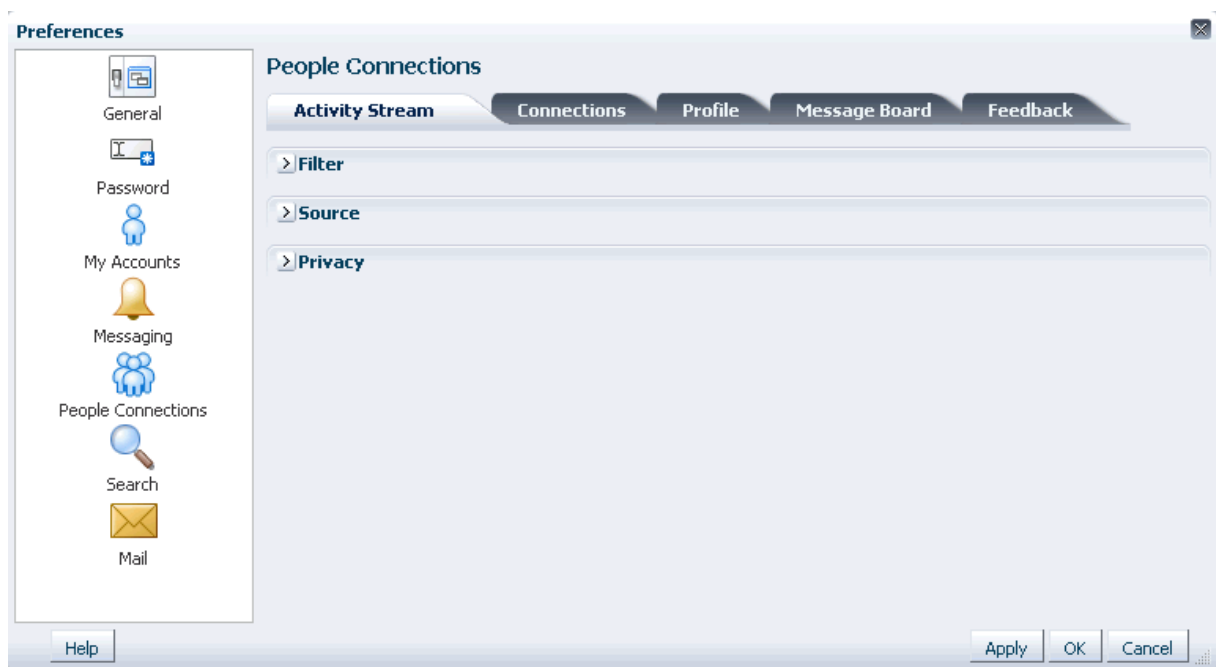 Preferences
General
Password
My Accounts
Messaging
People Connections
Search
Mail
People Connections
Activity Stream Connections Profile Message Board Feedback
Filter
Source
Privacy
Help Apply OK Cancel